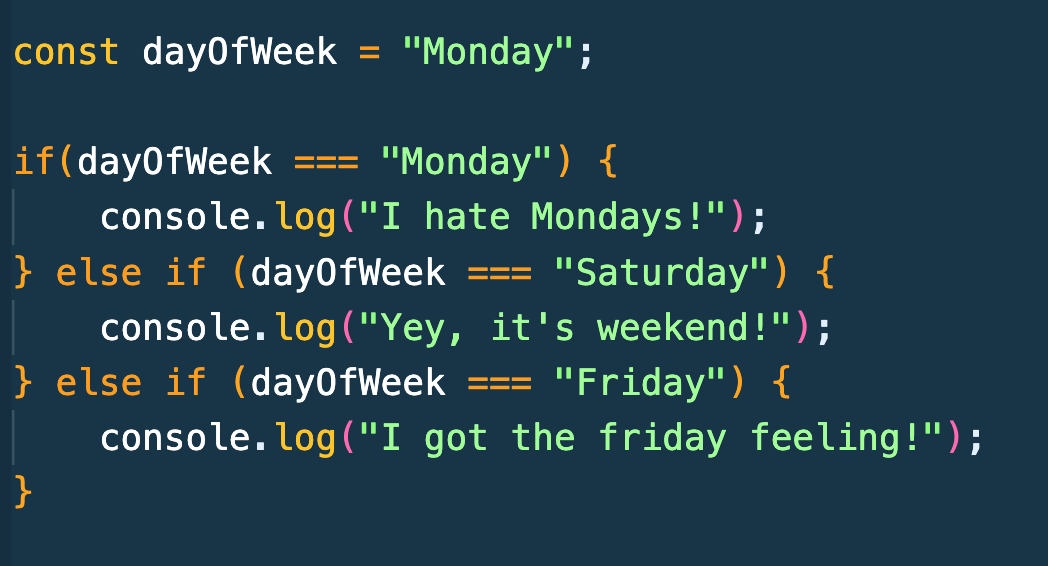 const dayOfWeek = "Monday";
if(dayOfWeek === "Monday") {
console.log("I hate Mondays!");
} else if (dayOfWeek === "Saturday") {
console.log("Yey, it's weekend!");
} else if (dayOfWeek === "Friday") {
console.log("I got the friday feeling!");
}